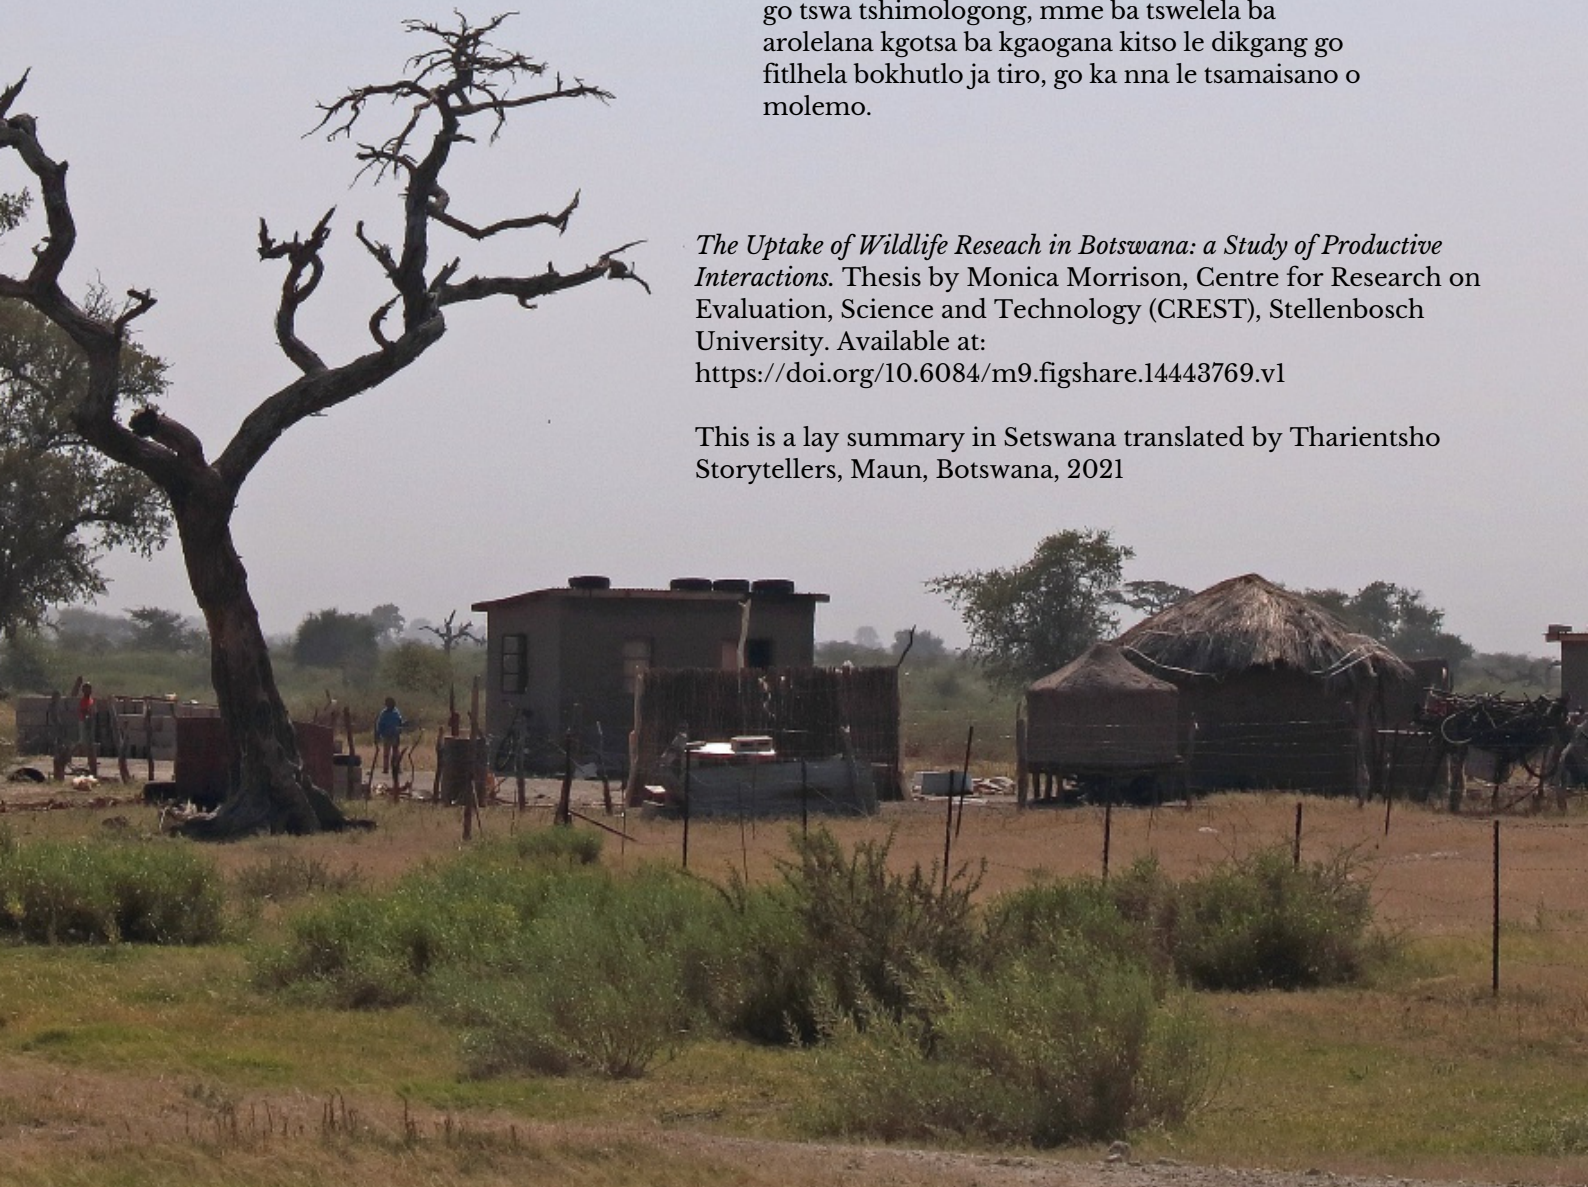 go tswa tshimologong, mme ba tswelela ba
arolelana kgotsa ba kgaogana kitso le dikgang go
fitlhela bokhutlo ja tiro, go ka nna le tsamaisano o
molemo.
The Uptake of Wildlife Reseach in Botswana: a Study of Productive
Interactions. Thesis by Monica Morrison, Centre for Research on
Evaluation, Science and Technology (CREST), Stellenbosch
University. Available at:
https://doi.org/10.6084/m9.figshare.14443769.v1
This is a lay summary in Setswana translated by Tharientsho
Storytellers, Maun, Botswana, 2021